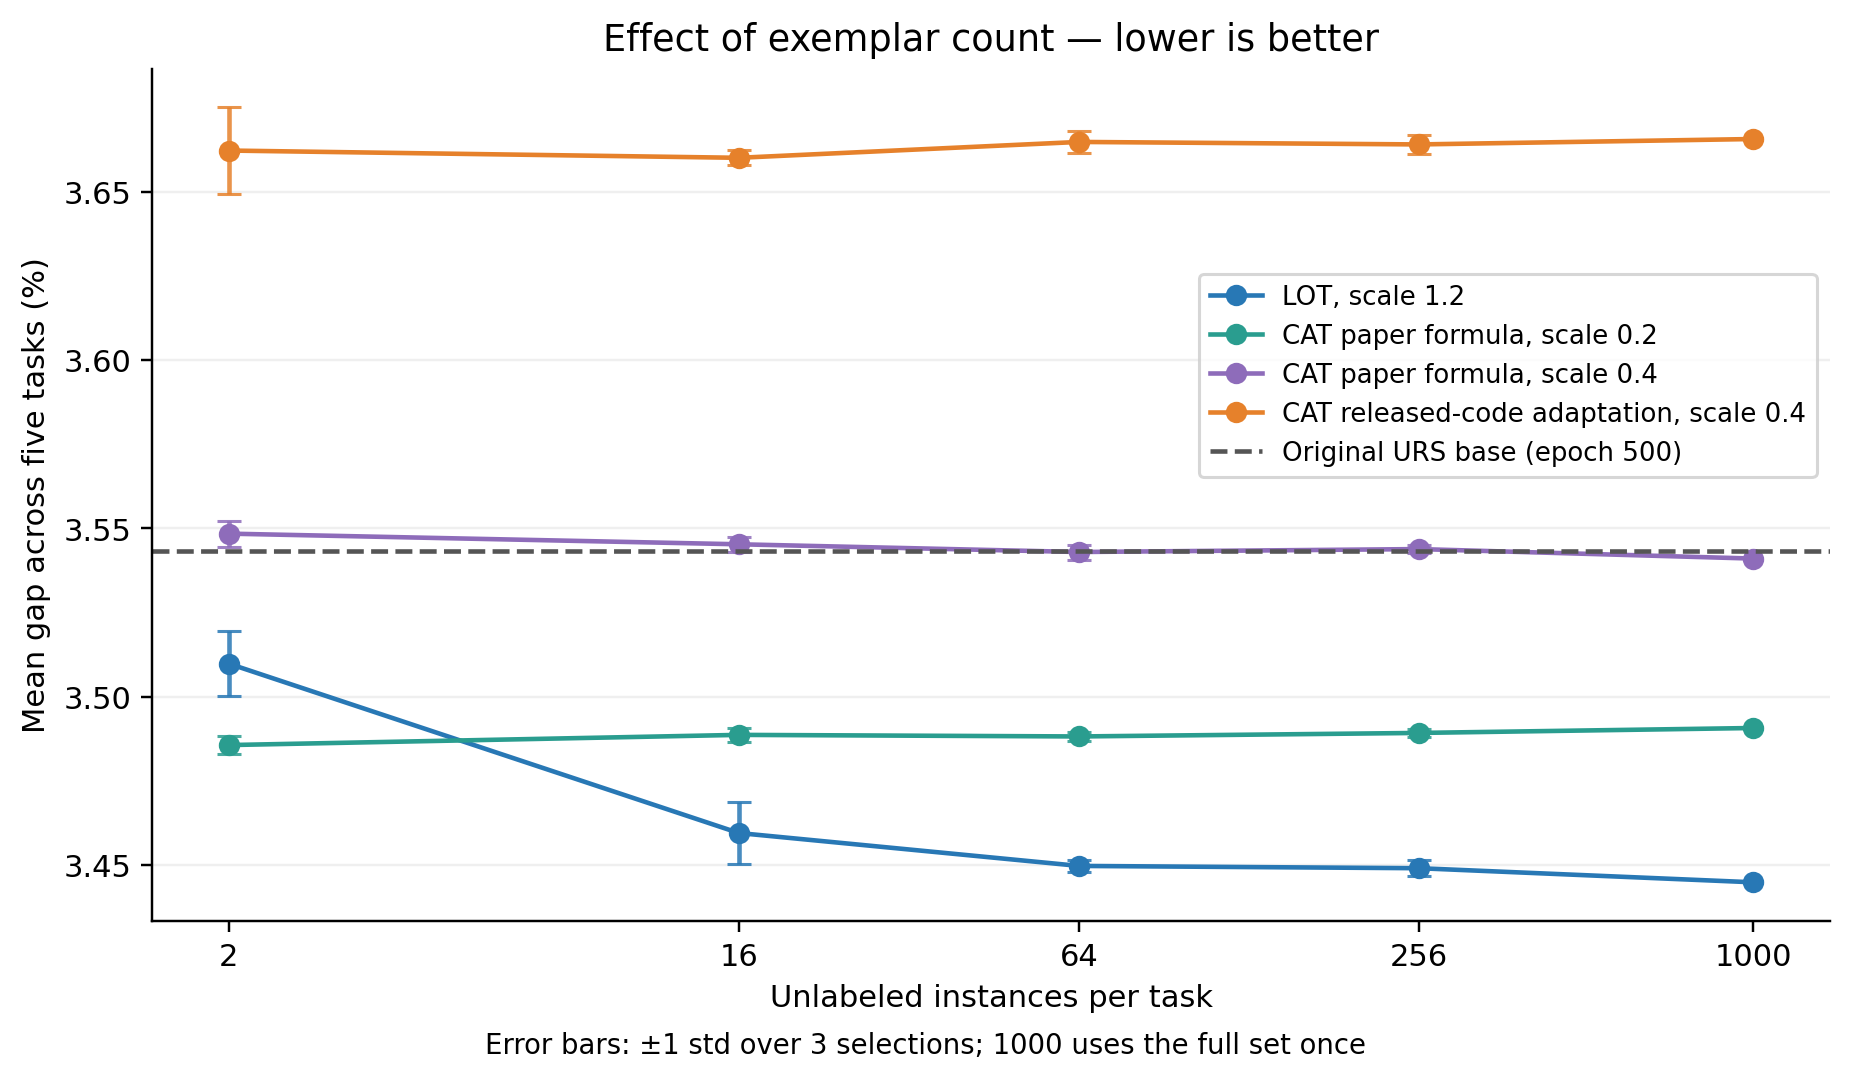 Effect of exemplar count — lower is better
Mean gap across five tasks (%)
3.65
3.60
3.55
3.50
3.45
LOT, scale 1.2
CAT paper formula, scale 0.2
CAT paper formula, scale 0.4
CAT released-code adaptation, scale 0.4
Original URS base (epoch 500)
2 16 64 256 1000
Unlabeled instances per task
Error bars: ±1 std over 3 selections; 1000 uses the full set once